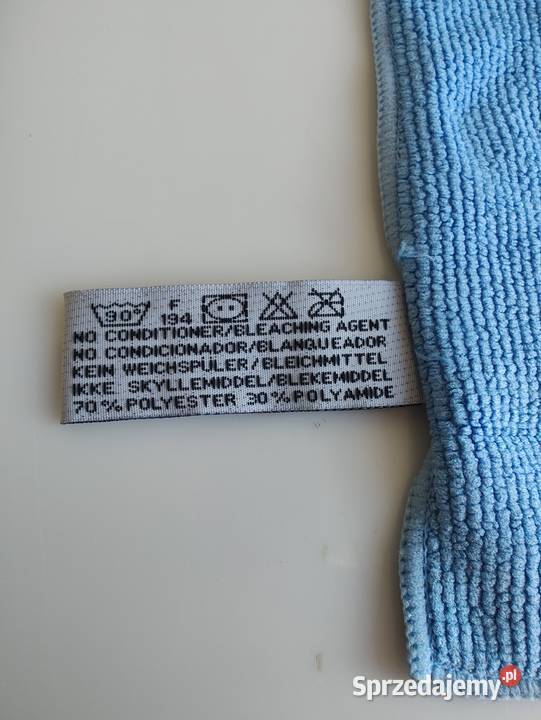 90°
F
194
NO CONDITIONER/BLEACHING AGENT
NO CONDICIONADOR/BLANQUEADOR
KEIN WEICHSPÜLER/BLEICHMITTEL
IKKE SKYLLEMIDDEL/BLEKEMIDDEL
70% POLYESTER 30% POLYAMIDE
Sprzedajemy.pl